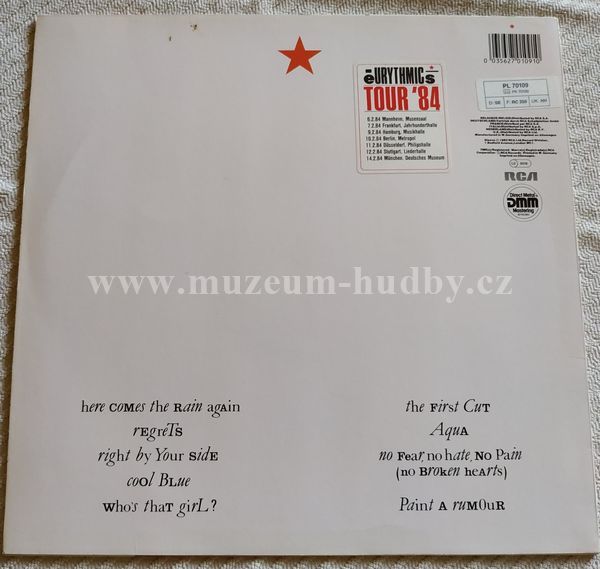 0 035627 010910
eURYTHMICs
TOUR '84
6.2.84 Mannheim, Musensaal
7.2.84 Frankfurt, Jahrhunderthalle
9.2.84 Hamburg, Musikhalle
10.2.84 Berlin, Metropol
11.2.84 Düsseldorf, Philipshalle
12.2.84 Stuttgart, Liederhalle
14.2.84 München, Deutsches Museum
PL 70109
RCA
Direct Metal
DMM
Mastering
www.muzeum-hudby.cz
here COMes the Rain agAin
rEgreTs
right by Your SidE
coOl BLue
WHo's thaT girL?
the First CuT
AquA
no FeaR, no hate, No Pain
(no BRoken heARts)
Paint A ruMOuR